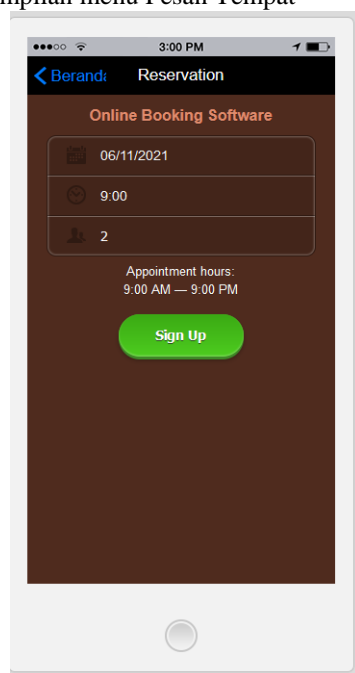 mpilan menu Pesan Tempat
3:00 PM
Beranda Reservation
Online Booking Software
06/11/2021
9:00
2
Appointment hours:
9:00 AM — 9:00 PM
Sign Up